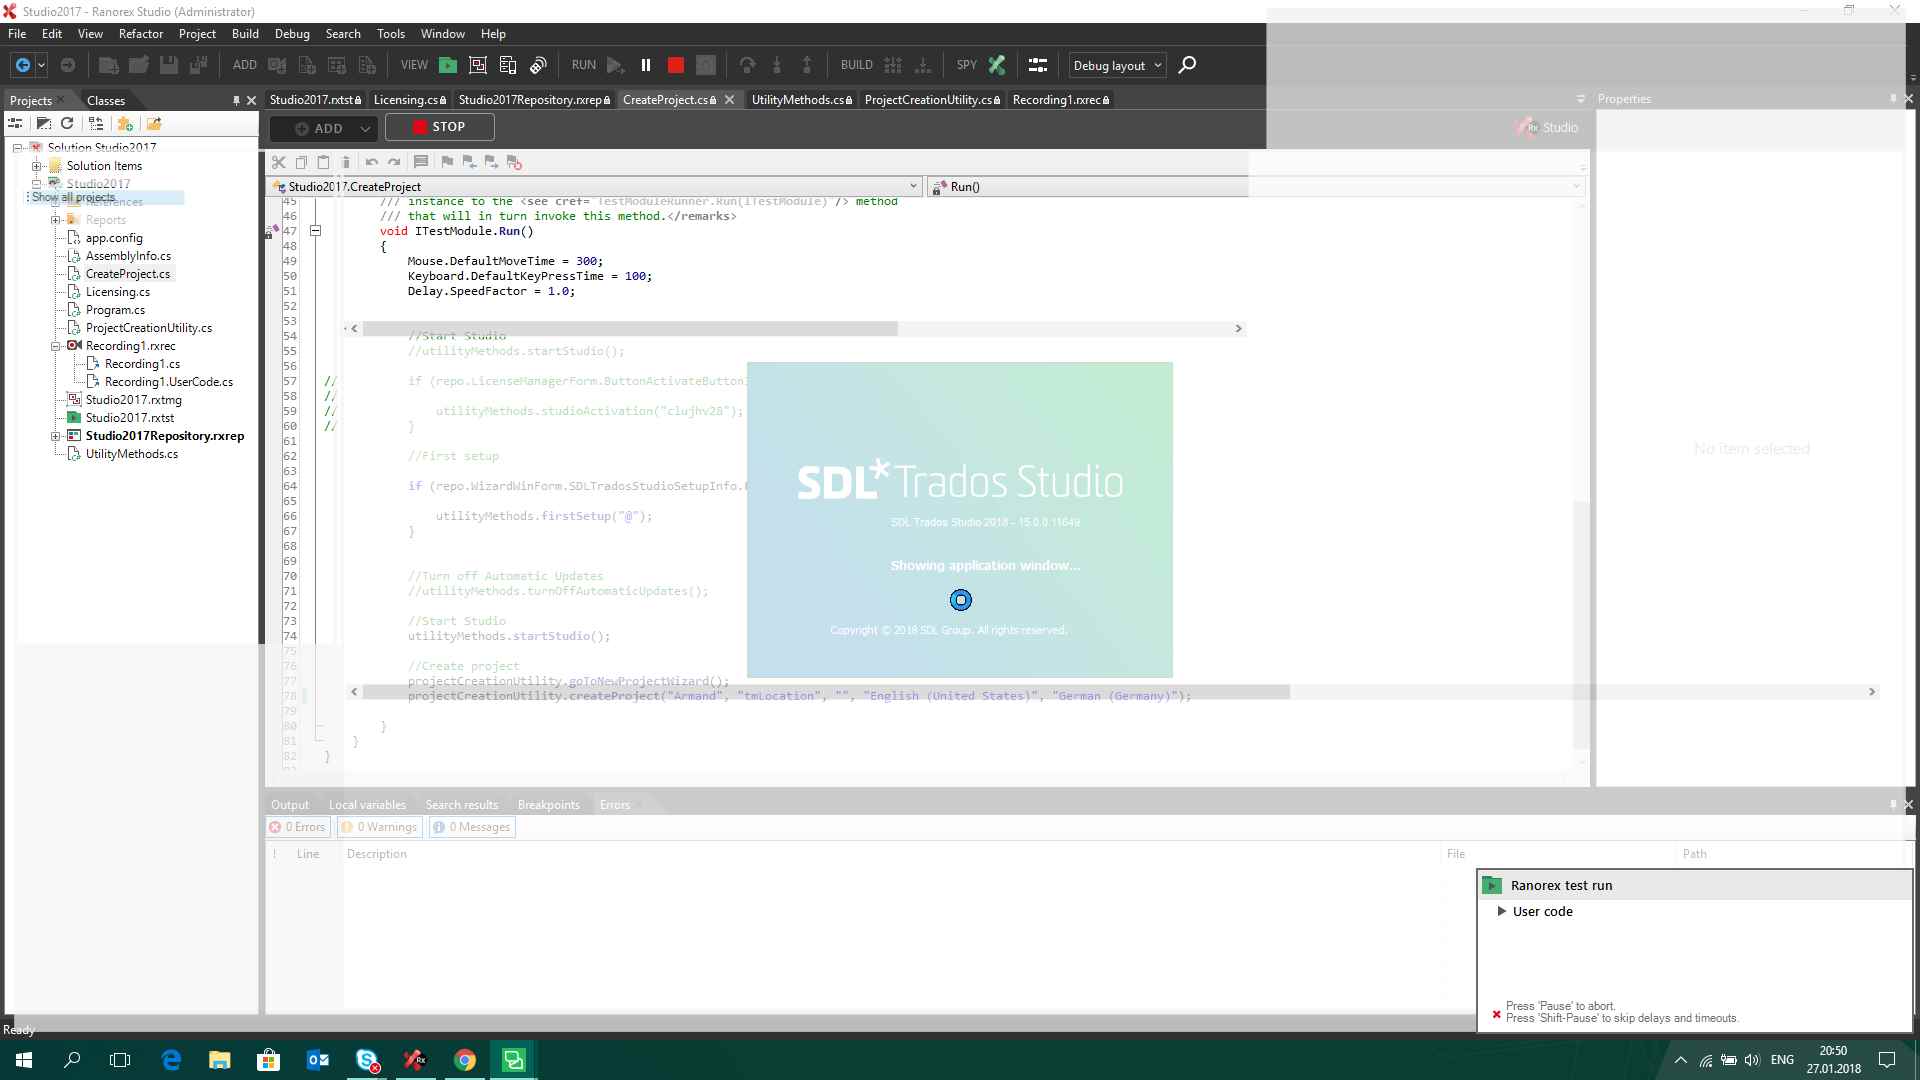 Studio2017 - Ranorex Studio (Administrator)
File Edit View Refactor Project Build Debug Search Tools Window Help
ADD VIEW RUN BUILD SPY Debug layout
Projects Classes
Studio2017.rxtst Licensing.cs Studio2017Repository.rxrep CreateProject.cs UtilityMethods.cs ProjectCreationUtility.cs Recording1.rxrec
Properties
ADD STOP
Rx Studio
Solution Studio2017
Solution Items
Studio2017
Show all projects
References
Reports
app.config
AssemblyInfo.cs
CreateProject.cs
Licensing.cs
Program.cs
ProjectCreationUtility.cs
Recording1.rxrec
Recording1.cs
Recording1.UserCode.cs
Studio2017.rxtmg
Studio2017.rxtst
Studio2017Repository.rxrep
UtilityMethods.cs
Studio2017.CreateProject Run()
45 /// instance to the <see cref="TestModuleRunner.Run(ITestModule)"/> method
46 /// that will in turn invoke this method.</remarks>
47 void ITestModule.Run()
48 {
49 Mouse.DefaultMoveTime = 300;
50 Keyboard.DefaultKeyPressTime = 100;
51 Delay.SpeedFactor = 1.0;
52
53
54 //Start Studio
55 //utilityMethods.startStudio();
56
57 // if (repo.LicenseManagerForm.ButtonActivateButton
58 //
59 // utilityMethods.studioActivation("clujhv28");
60 // }
61
62 //First setup
63
64 if (repo.WizardWinForm.SDLTradosStudioSetupInfo.
65
66 utilityMethods.firstSetup("@");
67 }
68
69
70 //Turn off Automatic Updates
71 //utilityMethods.turnOffAutomaticUpdates();
72
73 //Start Studio
74 utilityMethods.startStudio();
75
76 //Create project
77 projectCreationUtility.goToNewProjectWizard();
78 projectCreationUtility.createProject("Armand", "tmLocation", "", "English (United States)", "German (Germany)");
79
80 }
81 }
82 }
SDL*Trados Studio
SDL Trados Studio 2018 - 15.0.0.11649
Showing application window...
Copyright © 2018 SDL Group. All rights reserved.
No item selected
Output Local variables Search results Breakpoints Errors
0 Errors 0 Warnings 0 Messages
! Line Description File Path
Ranorex test run
User code
Press 'Pause' to abort.
Press 'Shift-Pause' to skip delays and timeouts.
Ready
ENG
20:50
27.01.2018